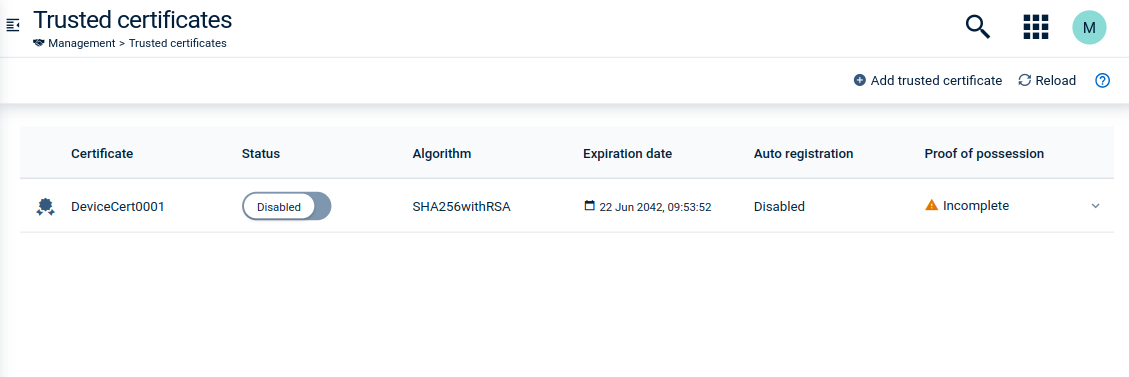 Trusted certificates
Management > Trusted certificates
M
Add trusted certificate
Reload
?
Certificate Status Algorithm Expiration date Auto registration Proof of possession
DeviceCert0001 Disabled SHA256withRSA 22 Jun 2042, 09:53:52 Disabled Incomplete